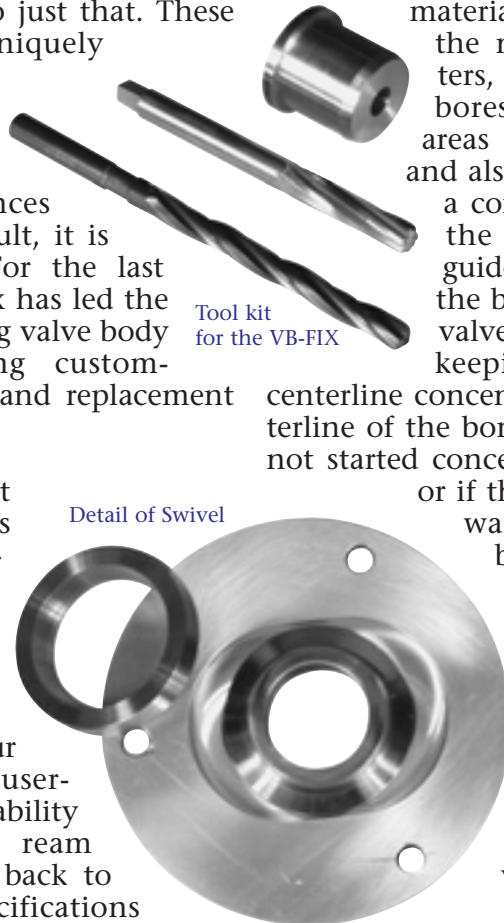 o just that. These
niquely
nces
ult, it is
For the last
x has led the
g valve body
ng custom-
and replacement
t
s
-
ur
user-
ability
ream
back to
cifications
Tool kit
for the VB-FIX
Detail of Swivel
materia
the r
ters,
bores
areas
and als
a co
the
guid
the b
valve
keepi
centerline concen
terline of the bor
not started conce
or if th
wa
b